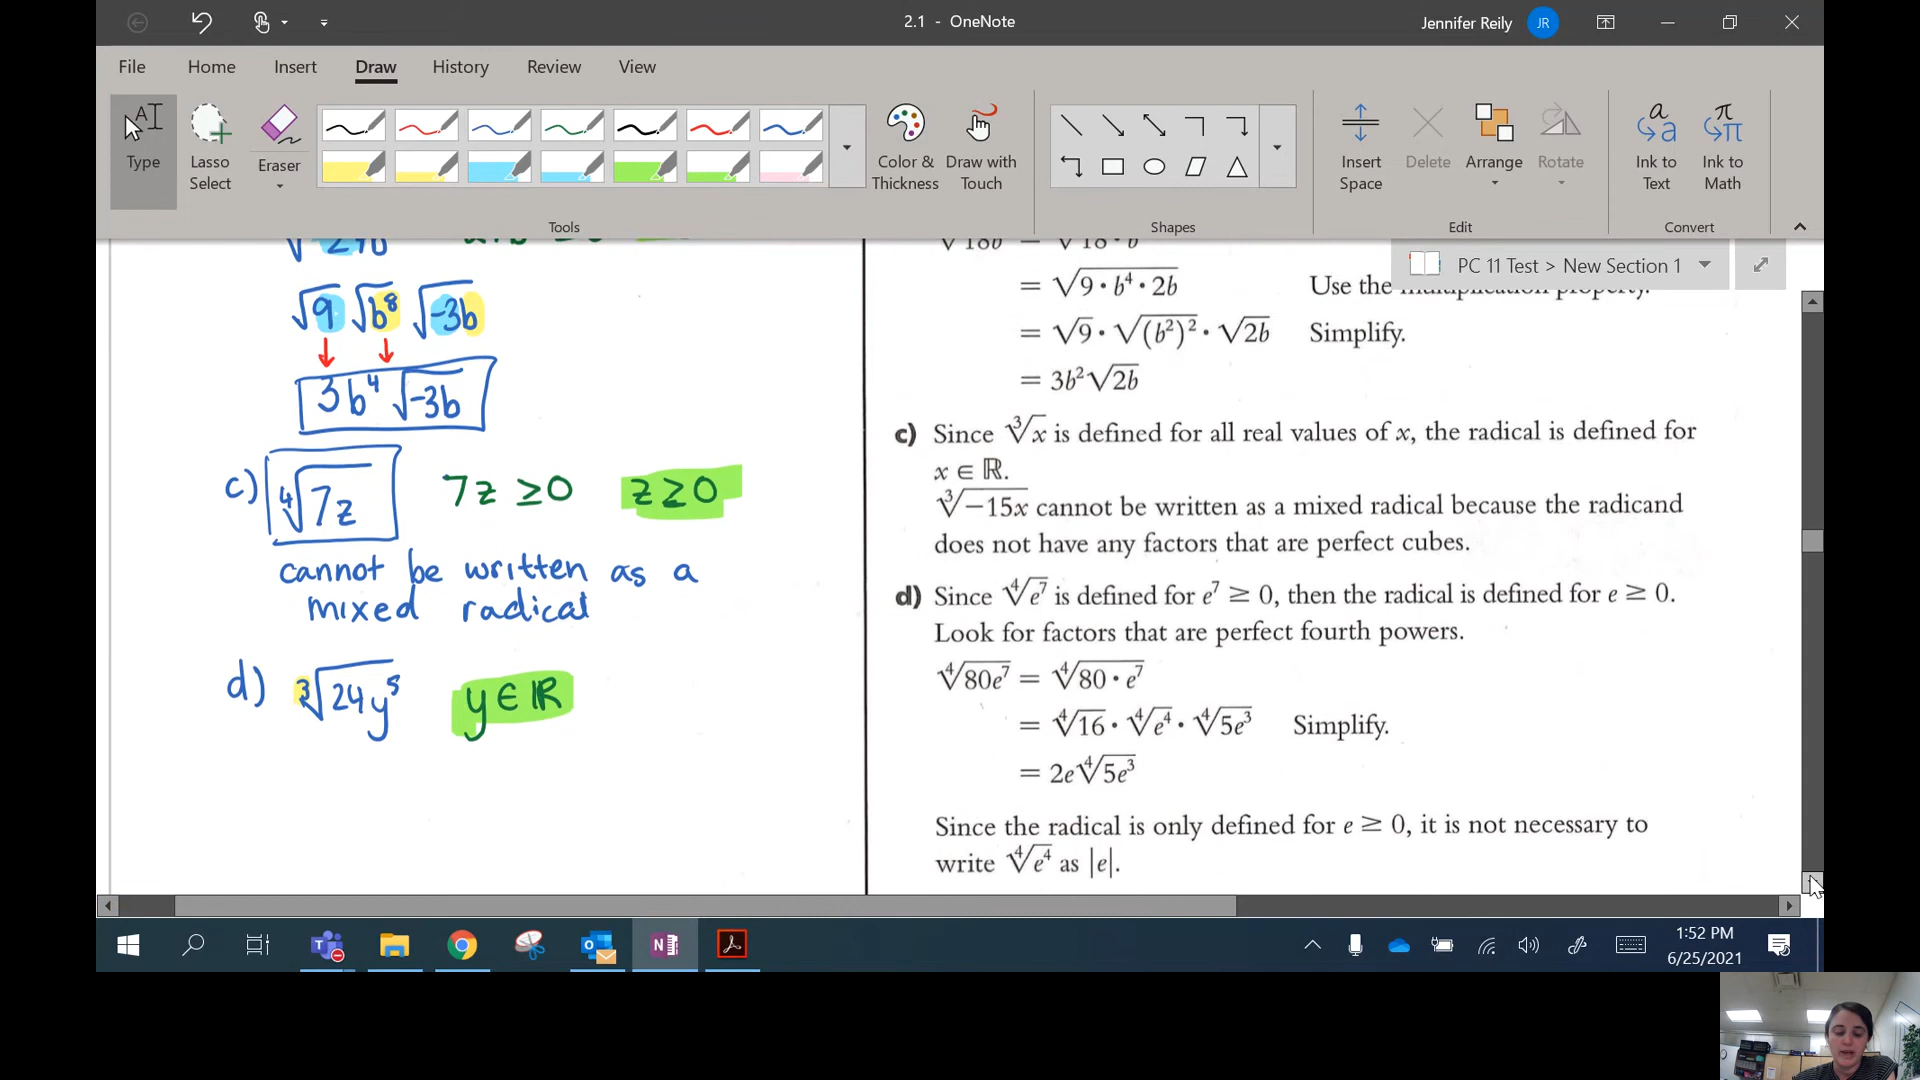 2.1 - OneNote
Jennifer Reily JR
File Home Insert Draw History Review View
Type
Lasso Select
Eraser
Color & Thickness
Draw with Touch
Insert Space
Delete
Arrange
Rotate
Ink to Text
Ink to Math
Tools Shapes Edit Convert
PC 11 Test > New Section 1
√9 √b⁸ √-3b
3b⁴ √-3b
c) ⁴√7z 7z ≥0 z ≥0
cannot be written as a
mixed radical
d) ³√24y⁵ y ∈ ℝ
√18b = √18 · b
= √9 · b⁴ · 2b Use the multiplication property.
= √9 · √(b²)² · √2b Simplify.
= 3b²√2b
c) Since ³√x is defined for all real values of x, the radical is defined for
x ∈ ℝ.
³√−15x cannot be written as a mixed radical because the radicand
does not have any factors that are perfect cubes.
d) Since ⁴√e⁷ is defined for e⁷ ≥ 0, then the radical is defined for e ≥ 0.
Look for factors that are perfect fourth powers.
⁴√80e⁷ = ⁴√80 · e⁷
= ⁴√16 · ⁴√e⁴ · ⁴√5e³ Simplify.
= 2e⁴√5e³
Since the radical is only defined for e ≥ 0, it is not necessary to
write ⁴√e⁴ as |e|.
1:52 PM
6/25/2021